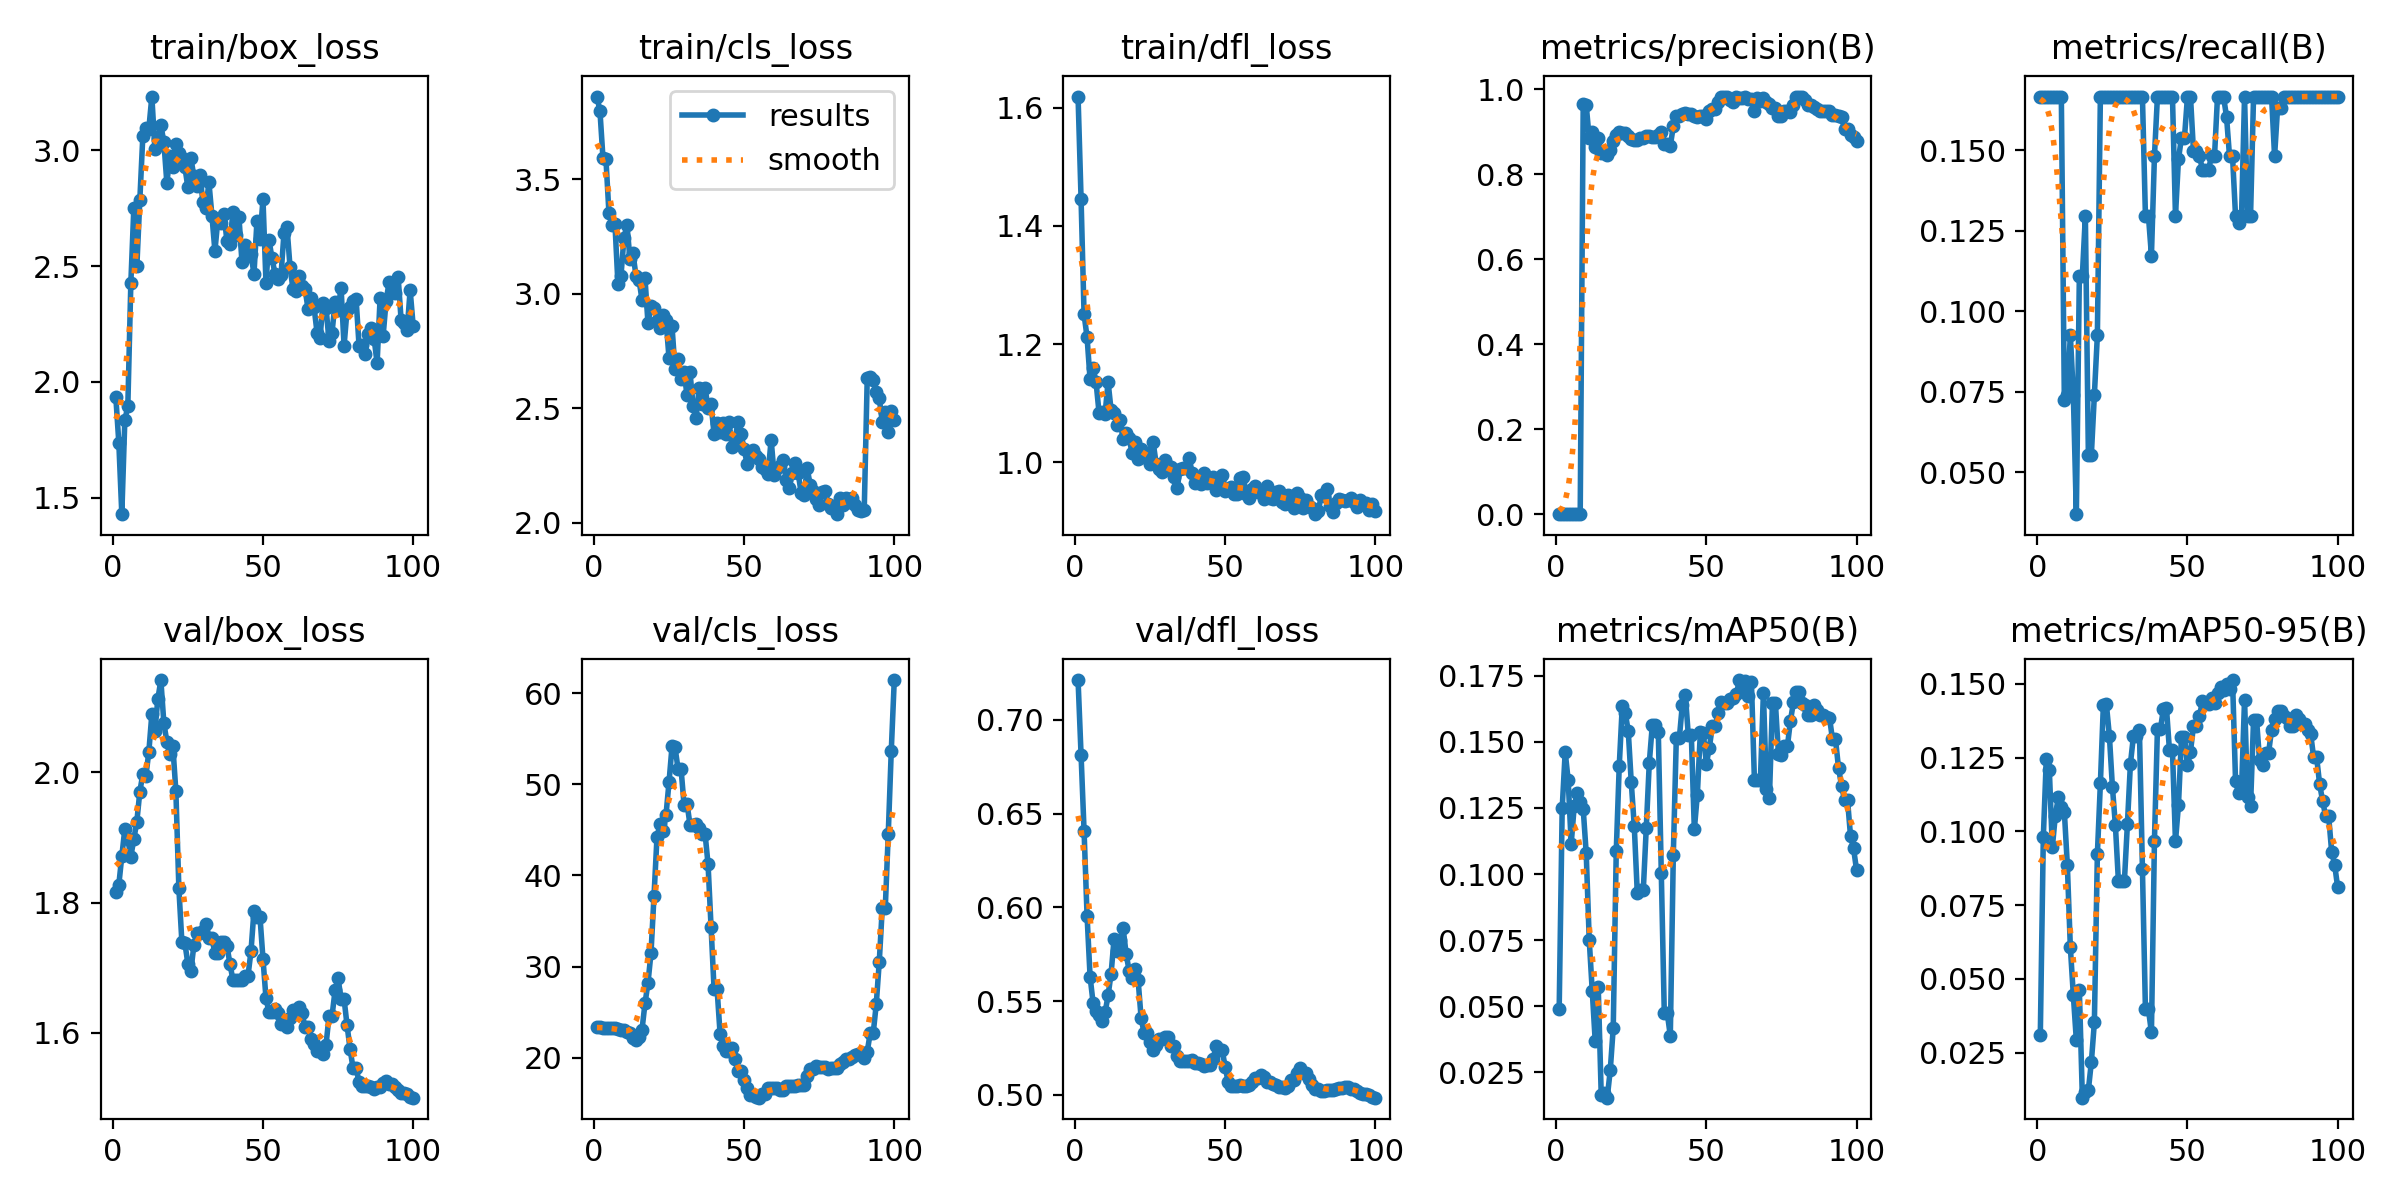 train/box_loss
3.0
2.5
2.0
1.5
0 50 100
train/cls_loss
results
smooth
3.5
3.0
2.5
2.0
0 50 100
train/dfl_loss
1.6
1.4
1.2
1.0
0 50 100
metrics/precision(B)
1.0
0.8
0.6
0.4
0.2
0.0
0 50 100
metrics/recall(B)
0.150
0.125
0.100
0.075
0.050
0 50 100
val/box_loss
2.0
1.8
1.6
0 50 100
val/cls_loss
60
50
40
30
20
0 50 100
val/dfl_loss
0.70
0.65
0.60
0.55
0.50
0 50 100
metrics/mAP50(B)
0.175
0.150
0.125
0.100
0.075
0.050
0.025
0 50 100
metrics/mAP50-95(B)
0.150
0.125
0.100
0.075
0.050
0.025
0 50 100